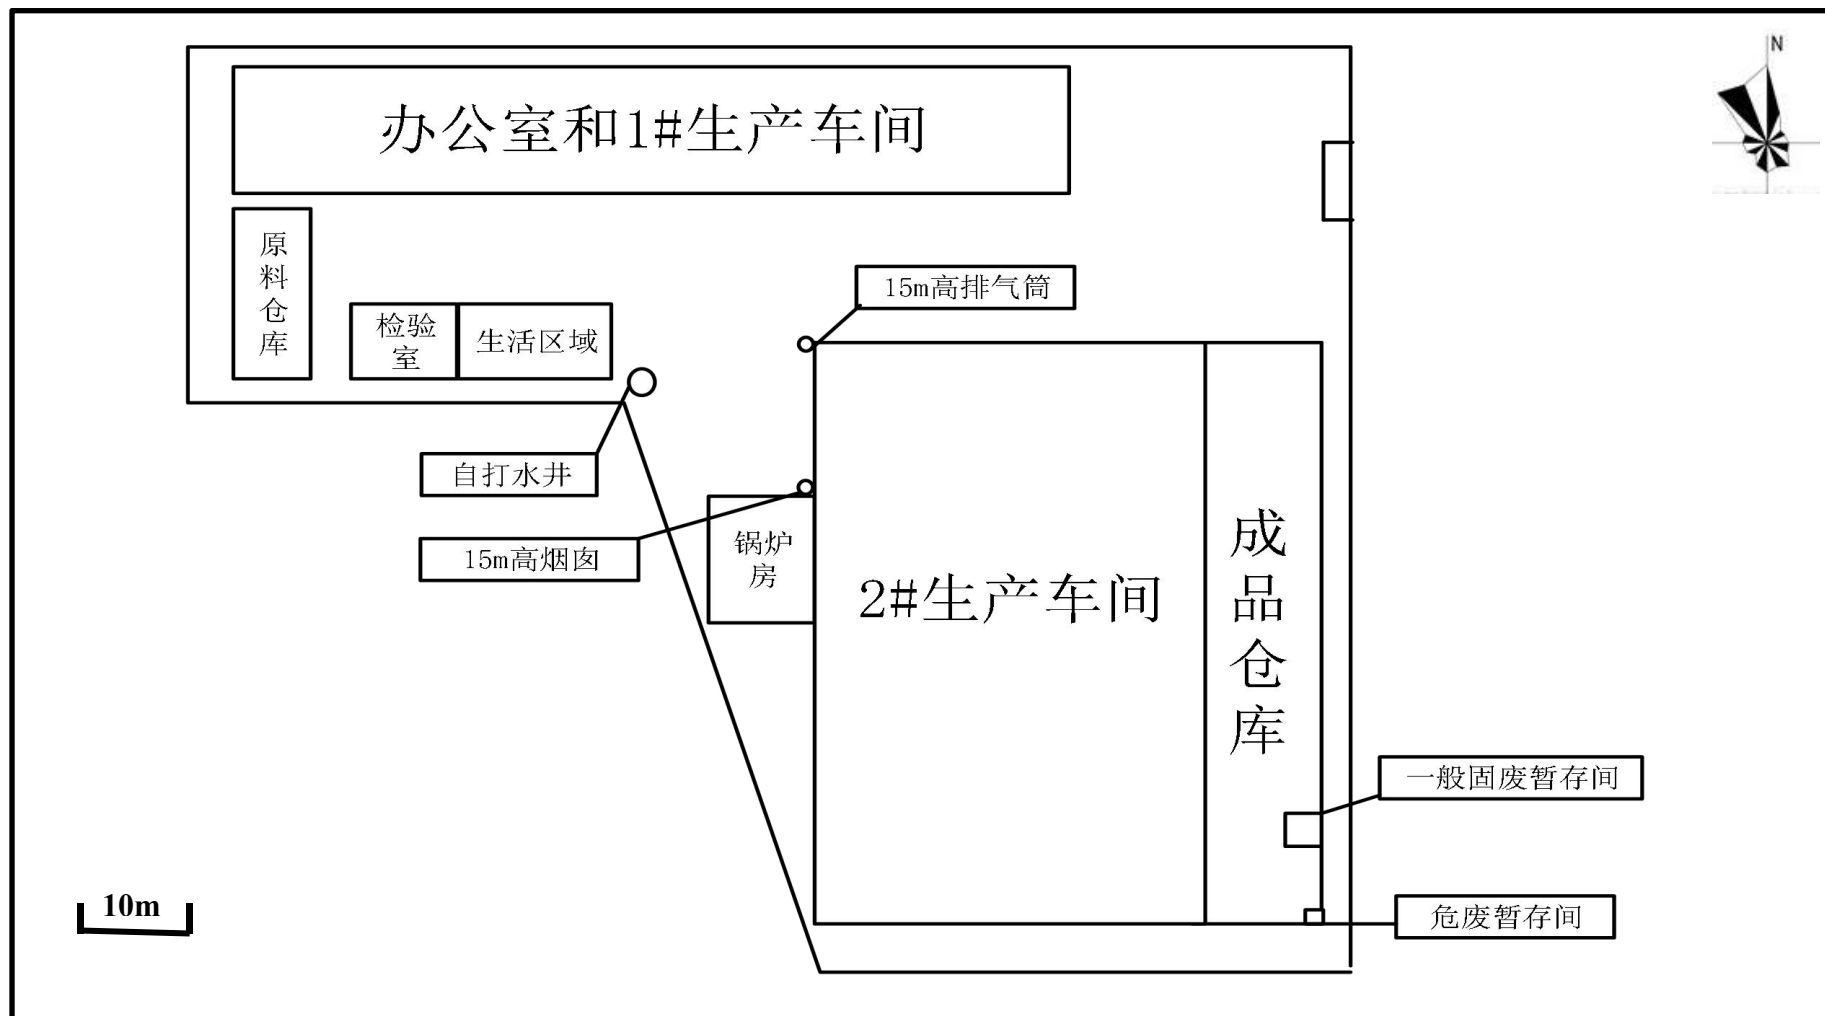 N
办公室和1#生产车间
原
料
仓
库
15m高排气筒
检验
室
生活区域
自打水井
15m高烟囱
锅炉
房
2#生产车间
成
品
仓
库
一般固废暂存间
10m
危废暂存间